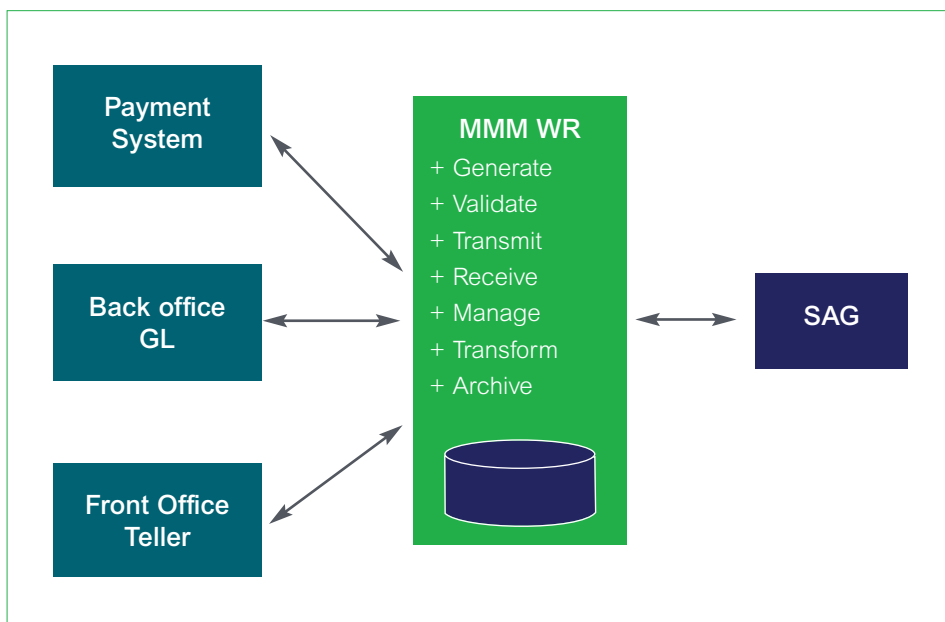 Payment
System
Back office
GL
Front Office
Teller
MMM WR
+ Generate
+ Validate
+ Transmit
+ Receive
+ Manage
+ Transform
+ Archive
SAG